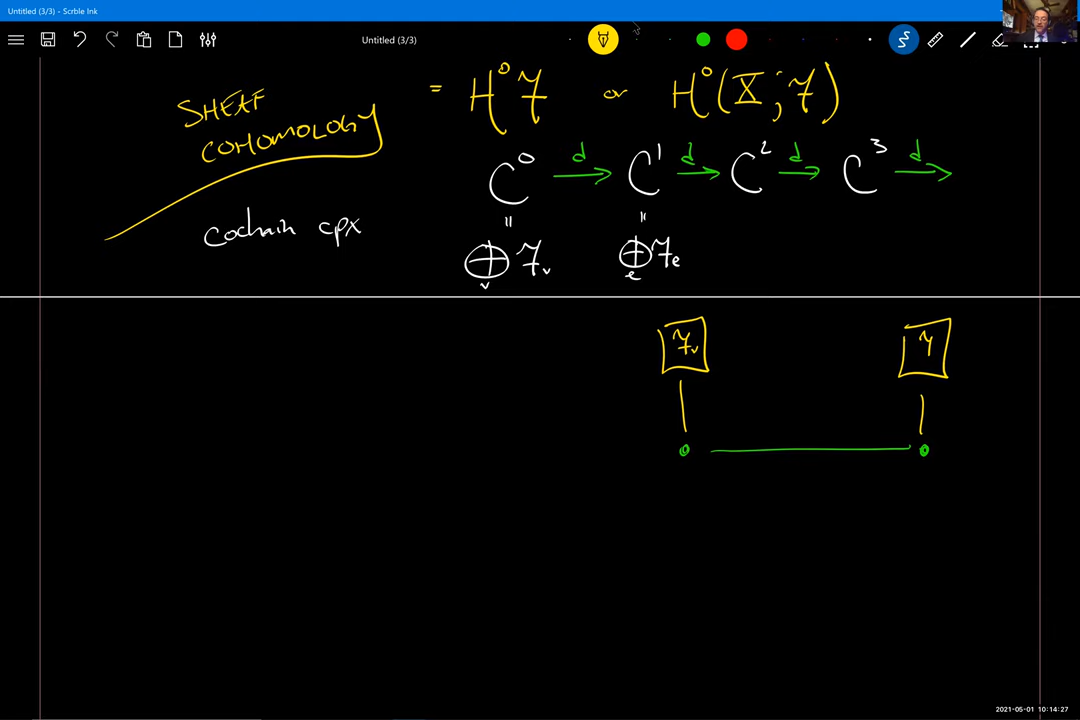 Untitled (3/3) - Scrble Ink
Untitled (3/3)
SHEAF
COHOMOLOGY
= H⁰ℱ or H⁰(X; ℱ)
C⁰ d→ C¹ d→ C² d→ C³ d→
cochain cpx
= =
⊕ᵥ ℱᵥ ⊕ₑ ℱₑ
ℱᵥ ℱ
2021-05-01 10:14:27